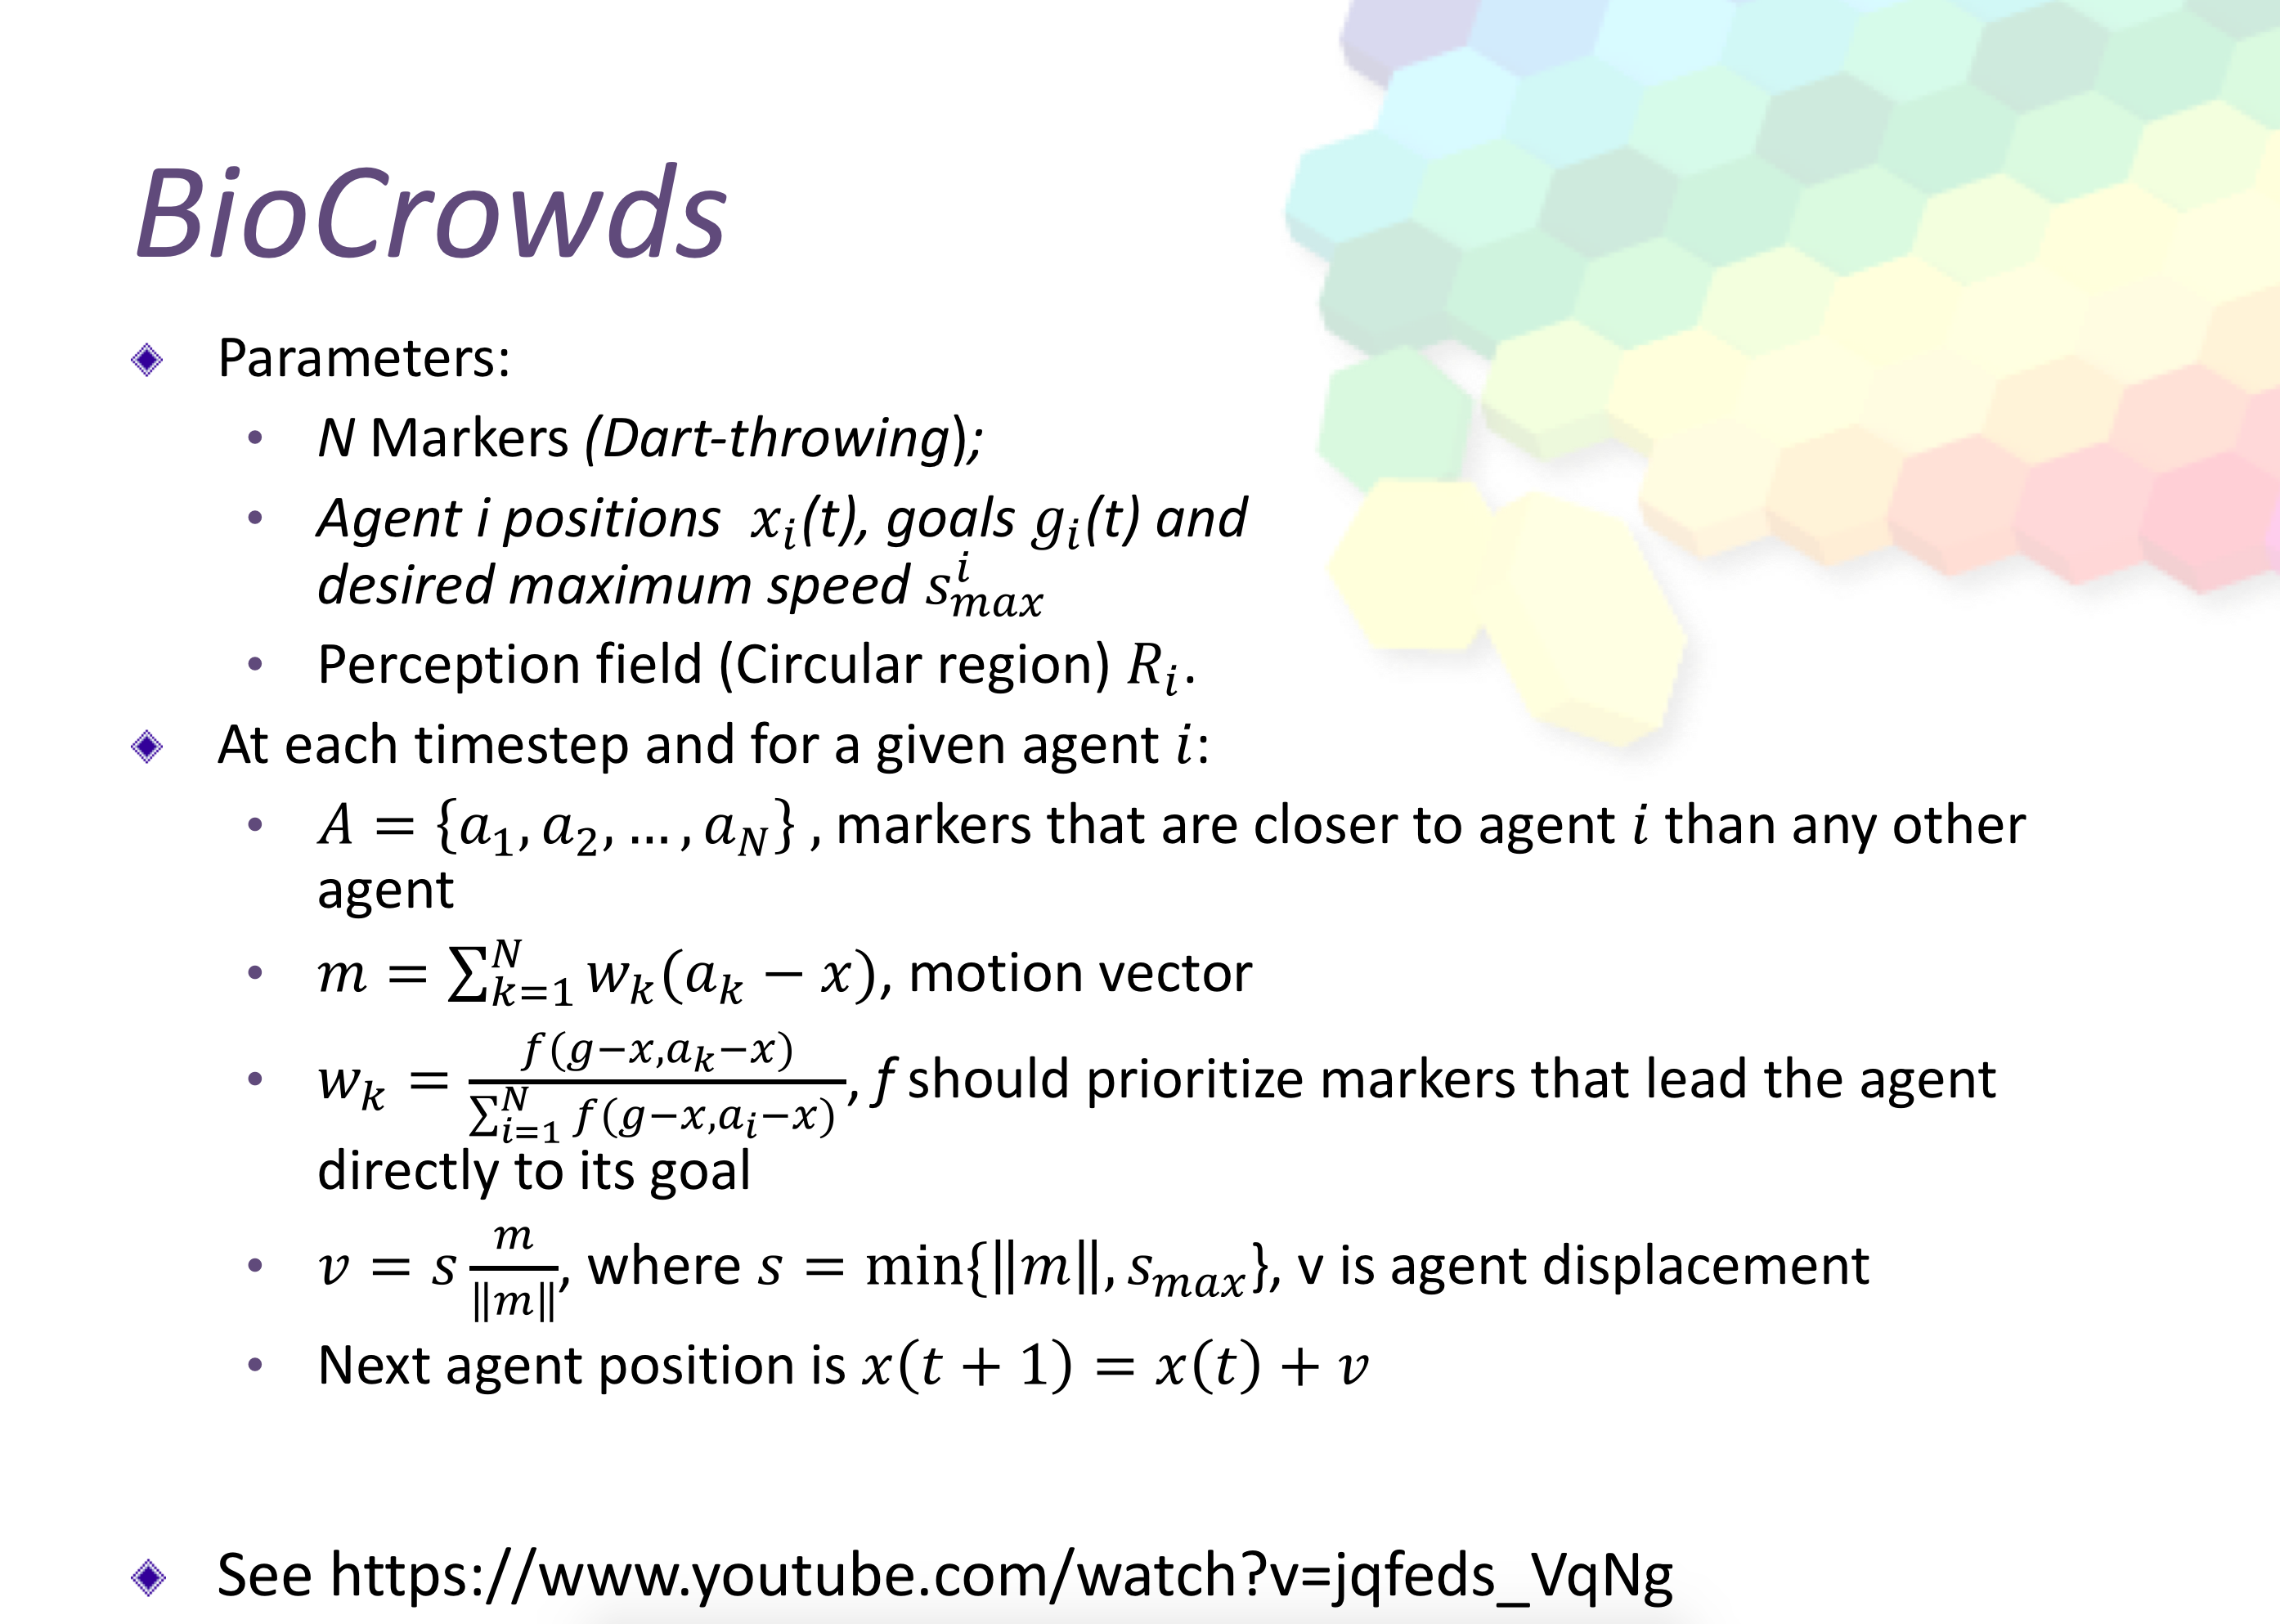 BioCrowds
Parameters:
N Markers (Dart-throwing);
Agent i positions x_i(t), goals g_i(t) and
desired maximum speed s_{max}^{i}
Perception field (Circular region) R_i.
At each timestep and for a given agent i:
A = {a_1, a_2, … , a_N} , markers that are closer to agent i than any other
agent
m = ∑_{k=1}^{N} w_k(a_k − x), motion vector
w_k = \frac{f(g−x,a_k−x)}{∑_{i=1}^{N} f(g−x,a_i−x)}, f should prioritize markers that lead the agent
directly to its goal
v = s \frac{m}{‖m‖}, where s = min{‖m‖, s_{max}}, v is agent displacement
Next agent position is x(t + 1) = x(t) + v
See https://www.youtube.com/watch?v=jqfeds_VqNg